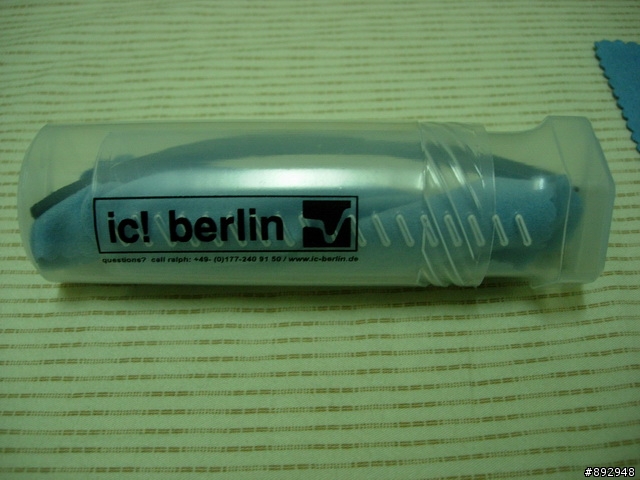 ic! berlin
questions? call ralph: +49- (0)177-240 91 50 / www.ic-berlin.de
#892948